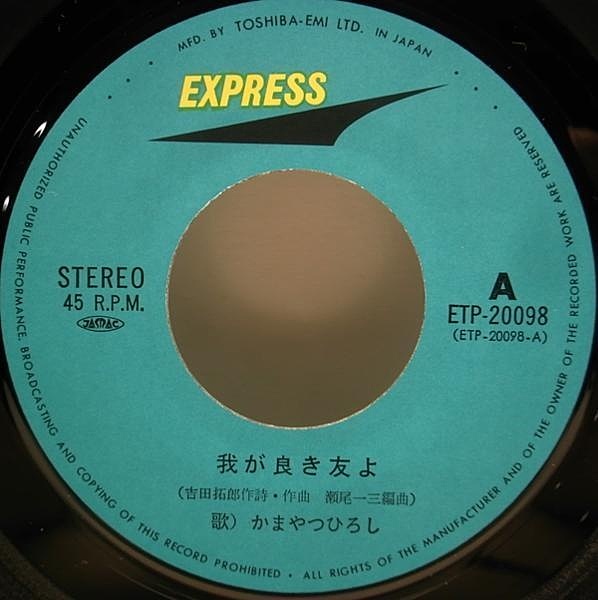 MFD. BY TOSHIBA-EMI LTD. IN JAPAN
EXPRESS
STEREO
45 R.P.M.
JASRAC
A
ETP-20098
(ETP-20098-A)
我が良き友よ
(吉田拓郎作詩・作曲 瀬尾一三編曲)
歌)かまやつひろし
UNAUTHORIZED PUBLIC PERFORMANCE, BROADCASTING AND COPYING OF THIS RECORD PROHIBITED • ALL RIGHTS OF THE MANUFACTURER AND OF THE OWNER OF THE RECORDED WORK ARE RESERVED